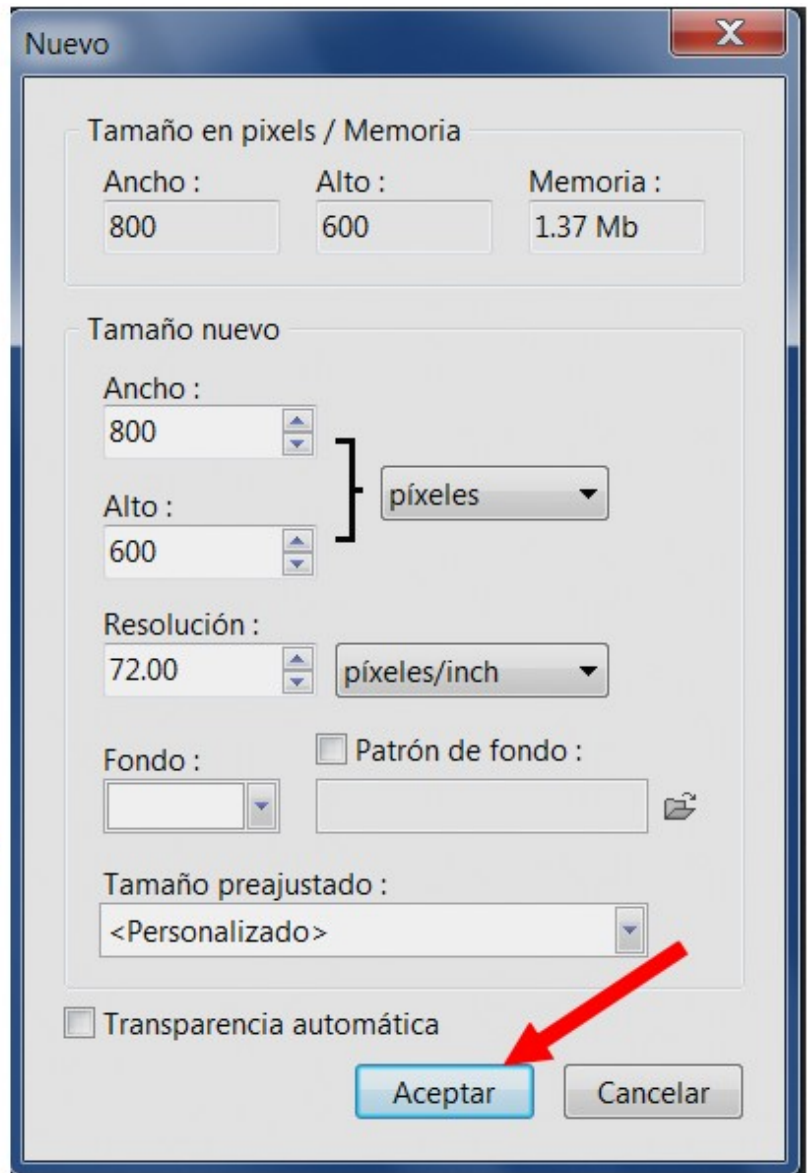 Nuevo
X
Tamaño en pixels / Memoria
Ancho : Alto : Memoria :
800 600 1.37 Mb
Tamaño nuevo
Ancho :
800
píxeles
Alto :
600
Resolución :
72.00 píxeles/inch
Fondo : Patrón de fondo :
Tamaño preajustado :
<Personalizado>
Transparencia automática
Aceptar Cancelar